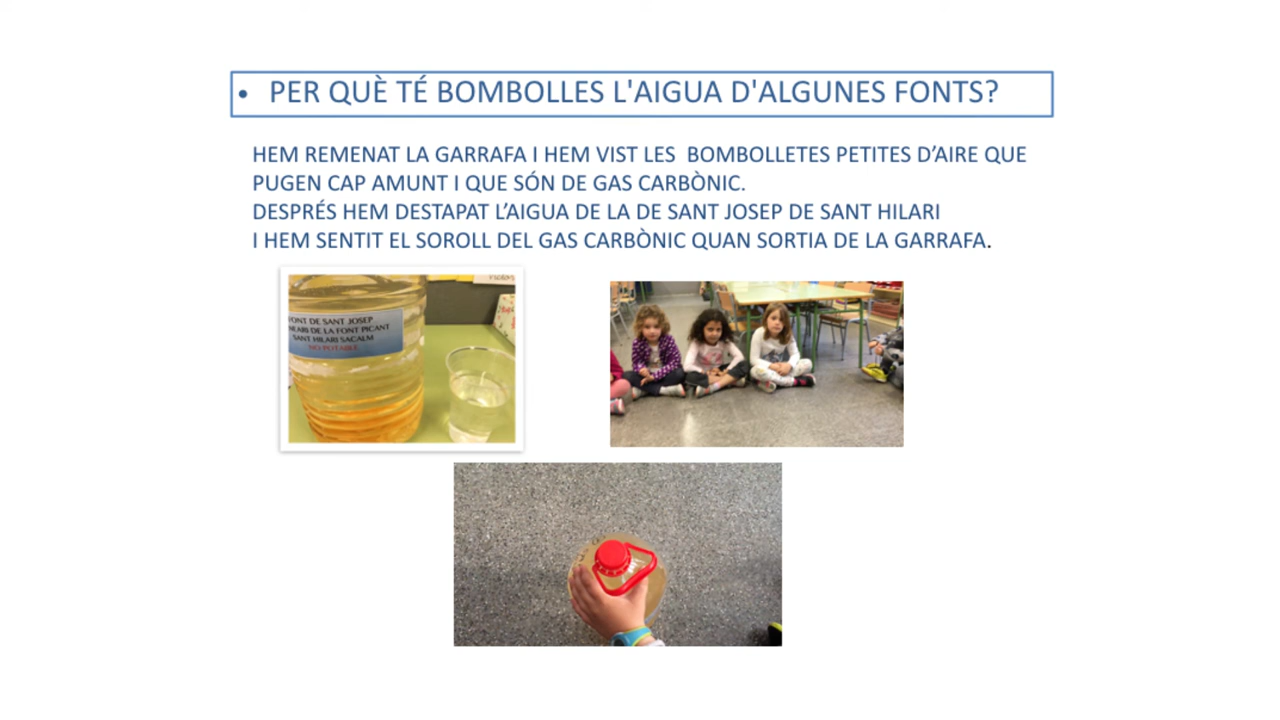 • PER QUÈ TÉ BOMBOLLES L'AIGUA D'ALGUNES FONTS?
HEM REMENAT LA GARRAFA I HEM VIST LES BOMBOLLETES PETITES D’AIRE QUE
PUGEN CAP AMUNT I QUE SÓN DE GAS CARBÒNIC.
DESPRÉS HEM DESTAPAT L’AIGUA DE LA DE SANT JOSEP DE SANT HILARI
I HEM SENTIT EL SOROLL DEL GAS CARBÒNIC QUAN SORTIA DE LA GARRAFA.
FONT DE SANT JOSEP
DE LA FONT PICANT
SANT HILARI SACALM
NO POTABLE